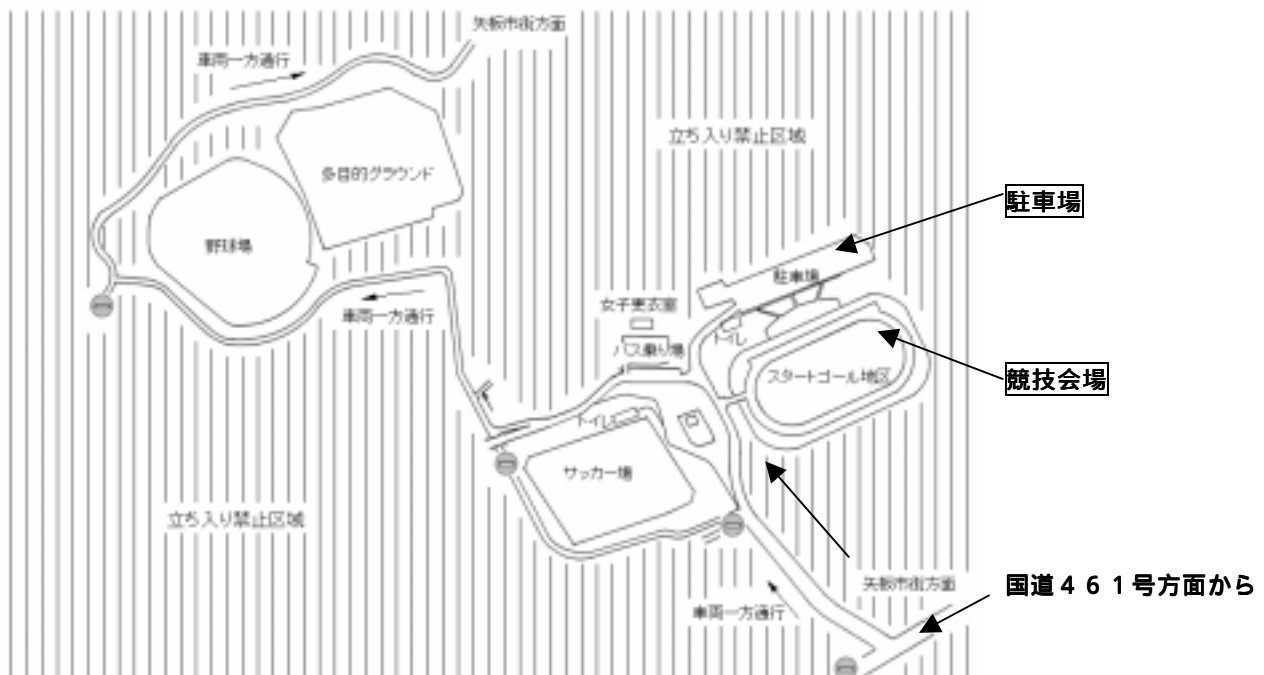 矢板市街方面
車両一方通行
立ち入り禁止区域
多目的グラウンド
駐車場
野球場
駐車場
女子更衣室
車両一方通行
トイレ
バス乗り場
競技会場
スタートゴール地区
トイレ
サッカー場
立ち入り禁止区域
矢板市街方面
国道461号方面から
車両一方通行